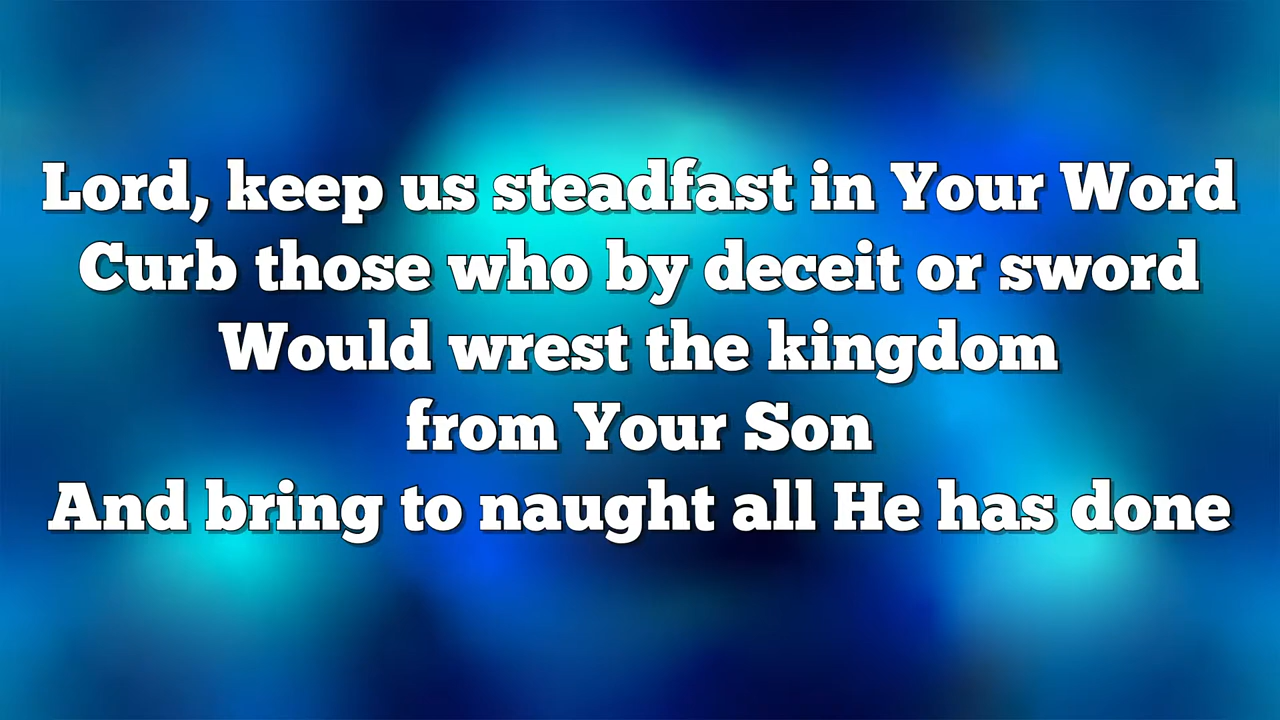 Lord, keep us steadfast in Your Word
Curb those who by deceit or sword
Would wrest the kingdom
from Your Son
And bring to naught all He has done